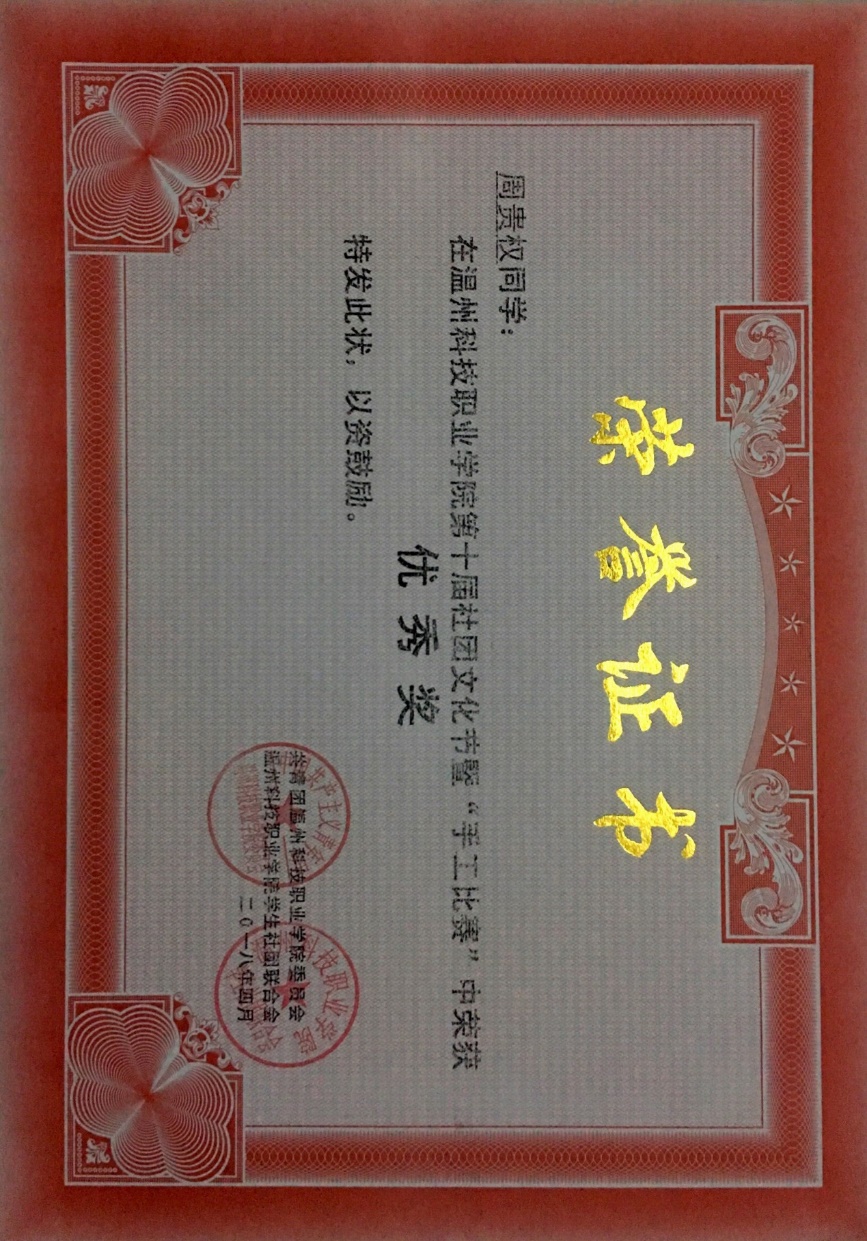 荣誉证书
周贵权同学：
在温州科技职业学院第十届社团文化节暨“手工比赛”中荣获
优秀奖
特发此状，以资鼓励。
共青团温州科技职业学院委员会
温州科技职业学院学生社团联合会
二0一八年四月